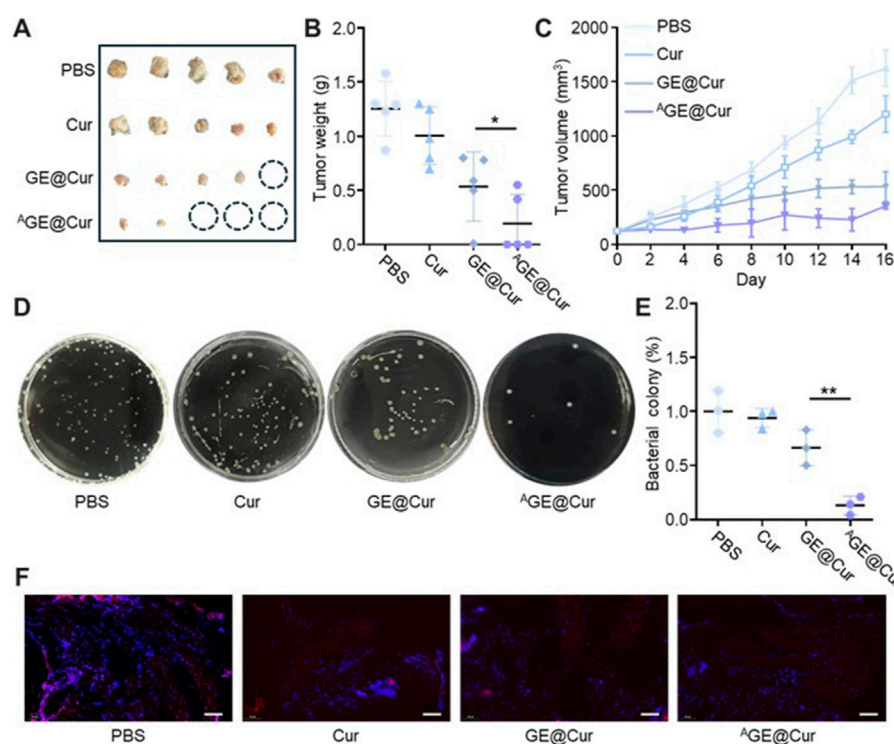 A
PBS
Cur
GE@Cur
ᴬGE@Cur
B
Tumor weight (g)
2.0
1.5
1.0
0.5
0.0
*
PBS
Cur
GE@Cur
ᴬGE@Cur
C
Tumor volume (mm³)
2000
1500
1000
500
0
PBS
Cur
GE@Cur
ᴬGE@Cur
0 2 4 6 8 10 12 14 16
Day
D
PBS
Cur
GE@Cur
ᴬGE@Cur
E
Bacterial colony (%)
2.0
1.5
1.0
0.5
0.0
**
PBS
Cur
GE@Cur
ᴬGE@Cur
F
PBS
Cur
GE@Cur
ᴬGE@Cur